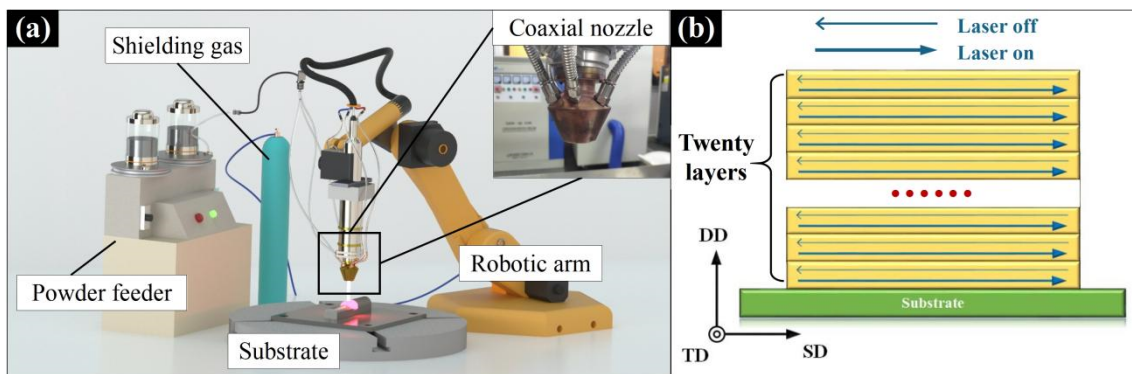 (a)
Shielding gas
Coaxial nozzle
Powder feeder
Robotic arm
Substrate
(b)
Laser off
Laser on
Twenty
layers
DD
Substrate
TD
SD